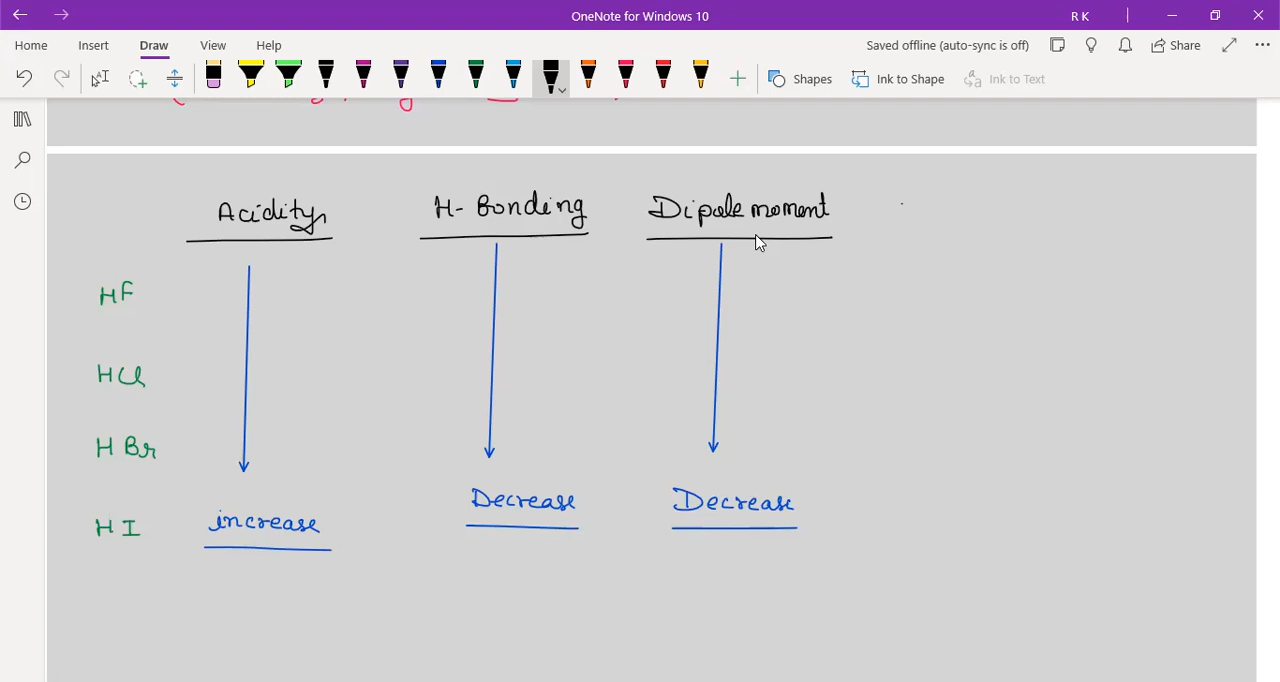 OneNote for Windows 10
R K
Home Insert Draw View Help
Saved offline (auto-sync is off)
Share
Shapes
Ink to Shape
Ink to Text
Acidity H- Bonding Dipole moment
HF
HCl
HBr
Decrease Decrease
HI increase